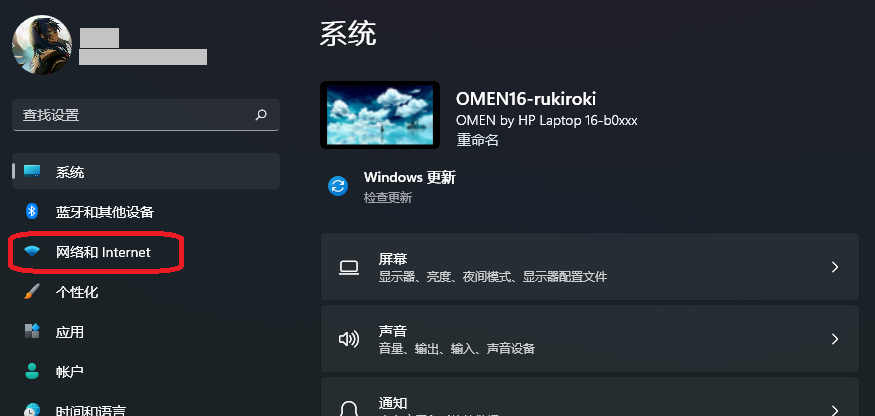 系统
查找设置
系统
蓝牙和其他设备
网络和 Internet
个性化
应用
帐户
时间和语言
OMEN16-rukiroki
OMEN by HP Laptop 16-b0xxx
重命名
Windows 更新
检查更新
屏幕
显示器、亮度、夜间模式、显示器配置文件
声音
音量、输出、输入、声音设备
通知